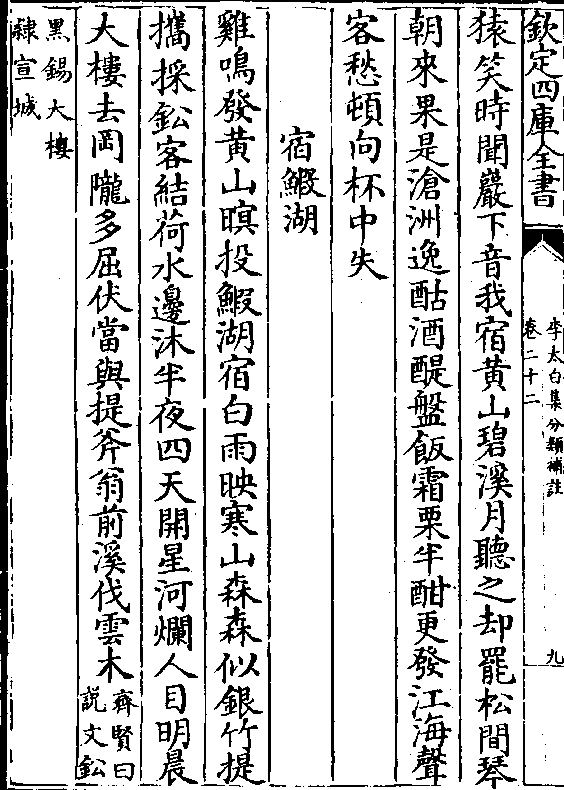 欽定四庫全書
李太白集分類補註
卷二十二
九
猿笑時聞巖下音我宿黄山碧溪月聽之却罷松間琴
朝來果是滄洲逸酤酒醍盤飯霜栗半酣更發江海聲
客愁頓向杯中失
宿鰕湖
雞鳴發黄山暝投鰕湖宿白雨映寒山森森似銀竹提
攜採鈆客結荷水邊沐半夜四天開星河爛人目明晨
大樓去岡隴多屈伏當與提斧翁前溪伐雲木
齊賢曰
説文鈆
黑錫大樓
隸宣城